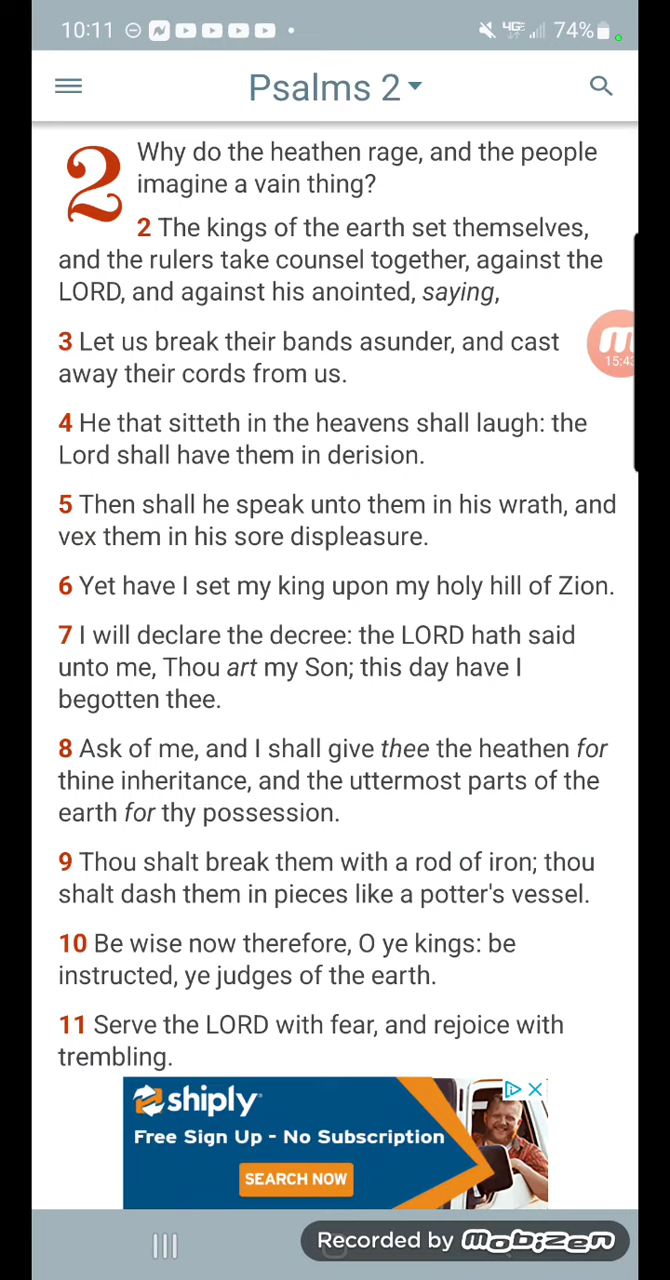 10:11 74%
4GE
Psalms 2
2 Why do the heathen rage, and the people
imagine a vain thing?
2 The kings of the earth set themselves,
and the rulers take counsel together, against the
LORD, and against his anointed, saying,
3 Let us break their bands asunder, and cast
away their cords from us.
15:43
4 He that sitteth in the heavens shall laugh: the
Lord shall have them in derision.
5 Then shall he speak unto them in his wrath, and
vex them in his sore displeasure.
6 Yet have I set my king upon my holy hill of Zion.
7 I will declare the decree: the LORD hath said
unto me, Thou art my Son; this day have I
begotten thee.
8 Ask of me, and I shall give thee the heathen for
thine inheritance, and the uttermost parts of the
earth for thy possession.
9 Thou shalt break them with a rod of iron; thou
shalt dash them in pieces like a potter's vessel.
10 Be wise now therefore, O ye kings: be
instructed, ye judges of the earth.
11 Serve the LORD with fear, and rejoice with
trembling.
shiply
Free Sign Up - No Subscription
SEARCH NOW
Recorded by mobizen